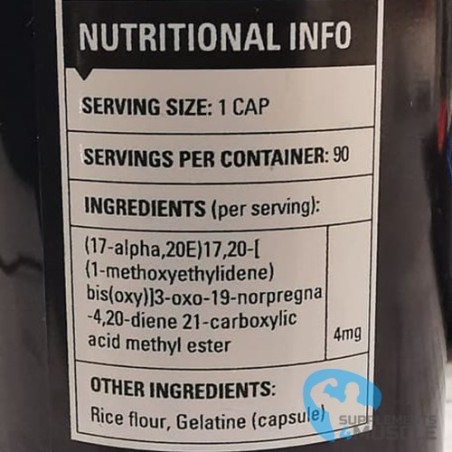 NUTRITIONAL INFO
SERVING SIZE: 1 CAP
SERVINGS PER CONTAINER: 90
INGREDIENTS (per serving):
(17-alpha,20E)17,20-[
(1-methoxyethylidene)
bis(oxy)]3-oxo-19-norpregna
-4,20-diene 21-carboxylic
acid methyl ester
4mg
OTHER INGREDIENTS:
Rice flour, Gelatine (capsule)
MUSCLE